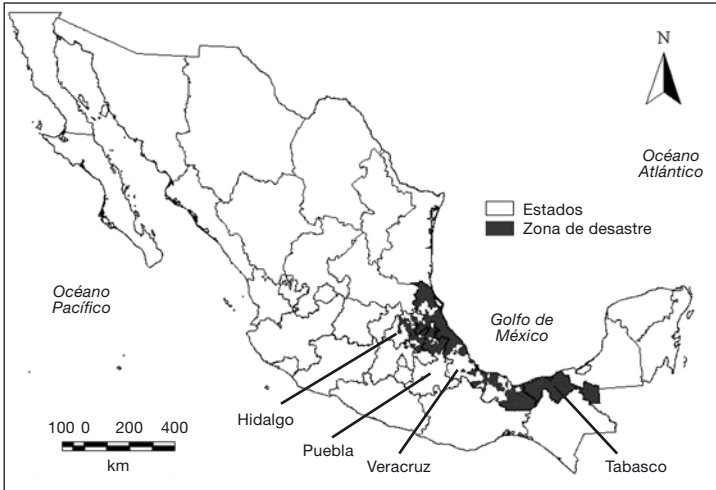 N
Océano
Atlántico
Estados
Zona de desastre
Océano
Pacífico
Golfo de
México
Hidalgo
Puebla
Veracruz
Tabasco
100 0 200 400
km